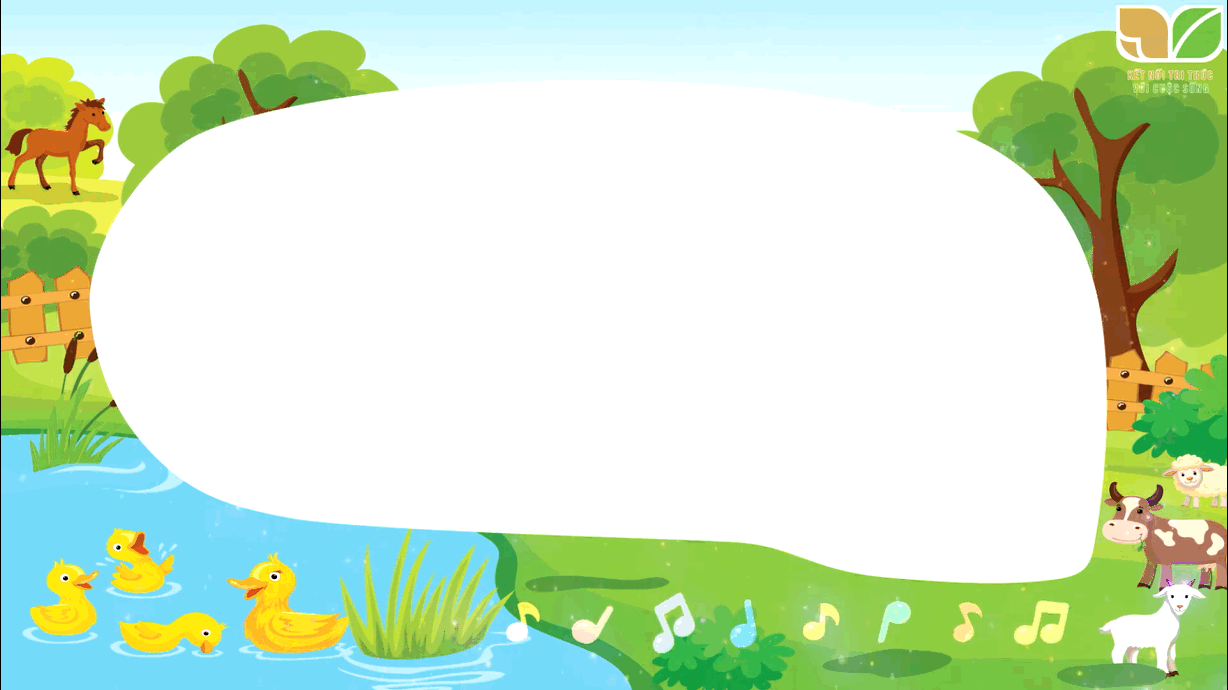 KẾT NỐI TRI THỨC
VỚI CUỘC SỐNG